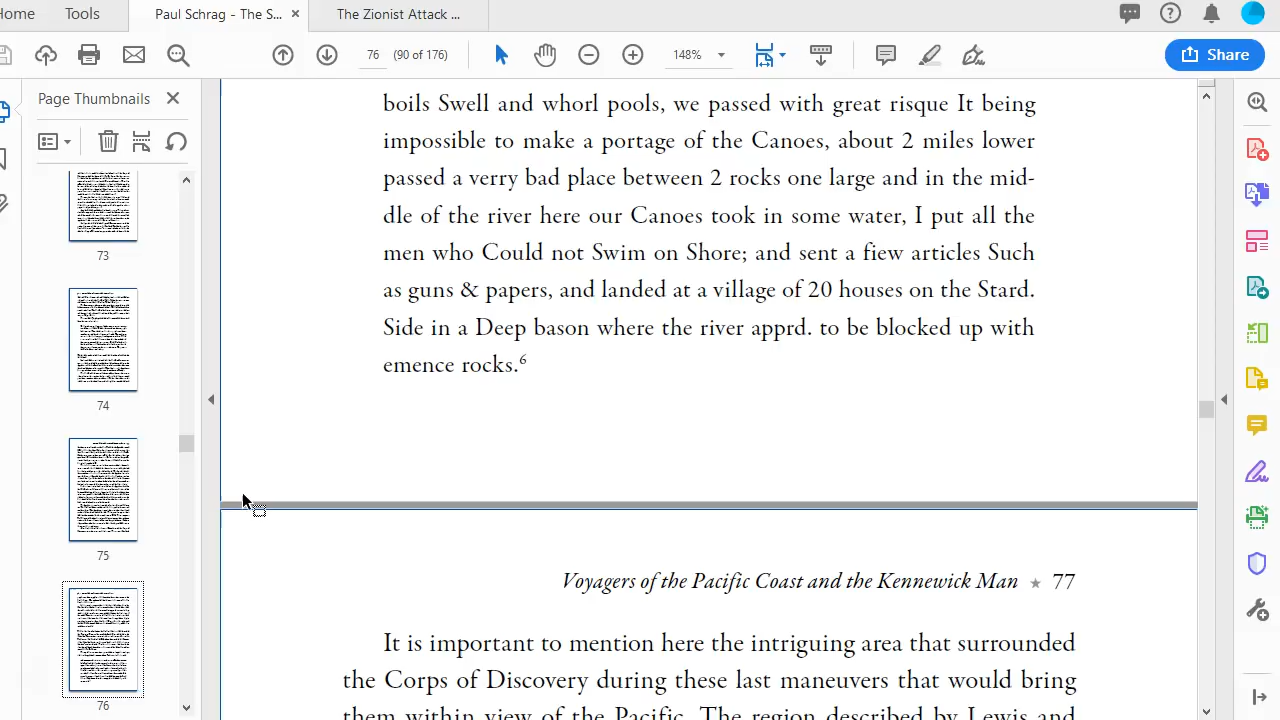 Home
Tools
Paul Schrag - The S...
The Zionist Attack ...
76
(90 of 176)
148%
Share
Page Thumbnails
73
74
75
76
boils Swell and whorl pools, we passed with great risque It being
impossible to make a portage of the Canoes, about 2 miles lower
passed a verry bad place between 2 rocks one large and in the mid-
dle of the river here our Canoes took in some water, I put all the
men who Could not Swim on Shore; and sent a fiew articles Such
as guns & papers, and landed at a village of 20 houses on the Stard.
Side in a Deep bason where the river apprd. to be blocked up with
emence rocks.⁶
Voyagers of the Pacific Coast and the Kennewick Man ★ 77
It is important to mention here the intriguing area that surrounded
the Corps of Discovery during these last maneuvers that would bring
them within view of the Pacific. The region described by Lewis and